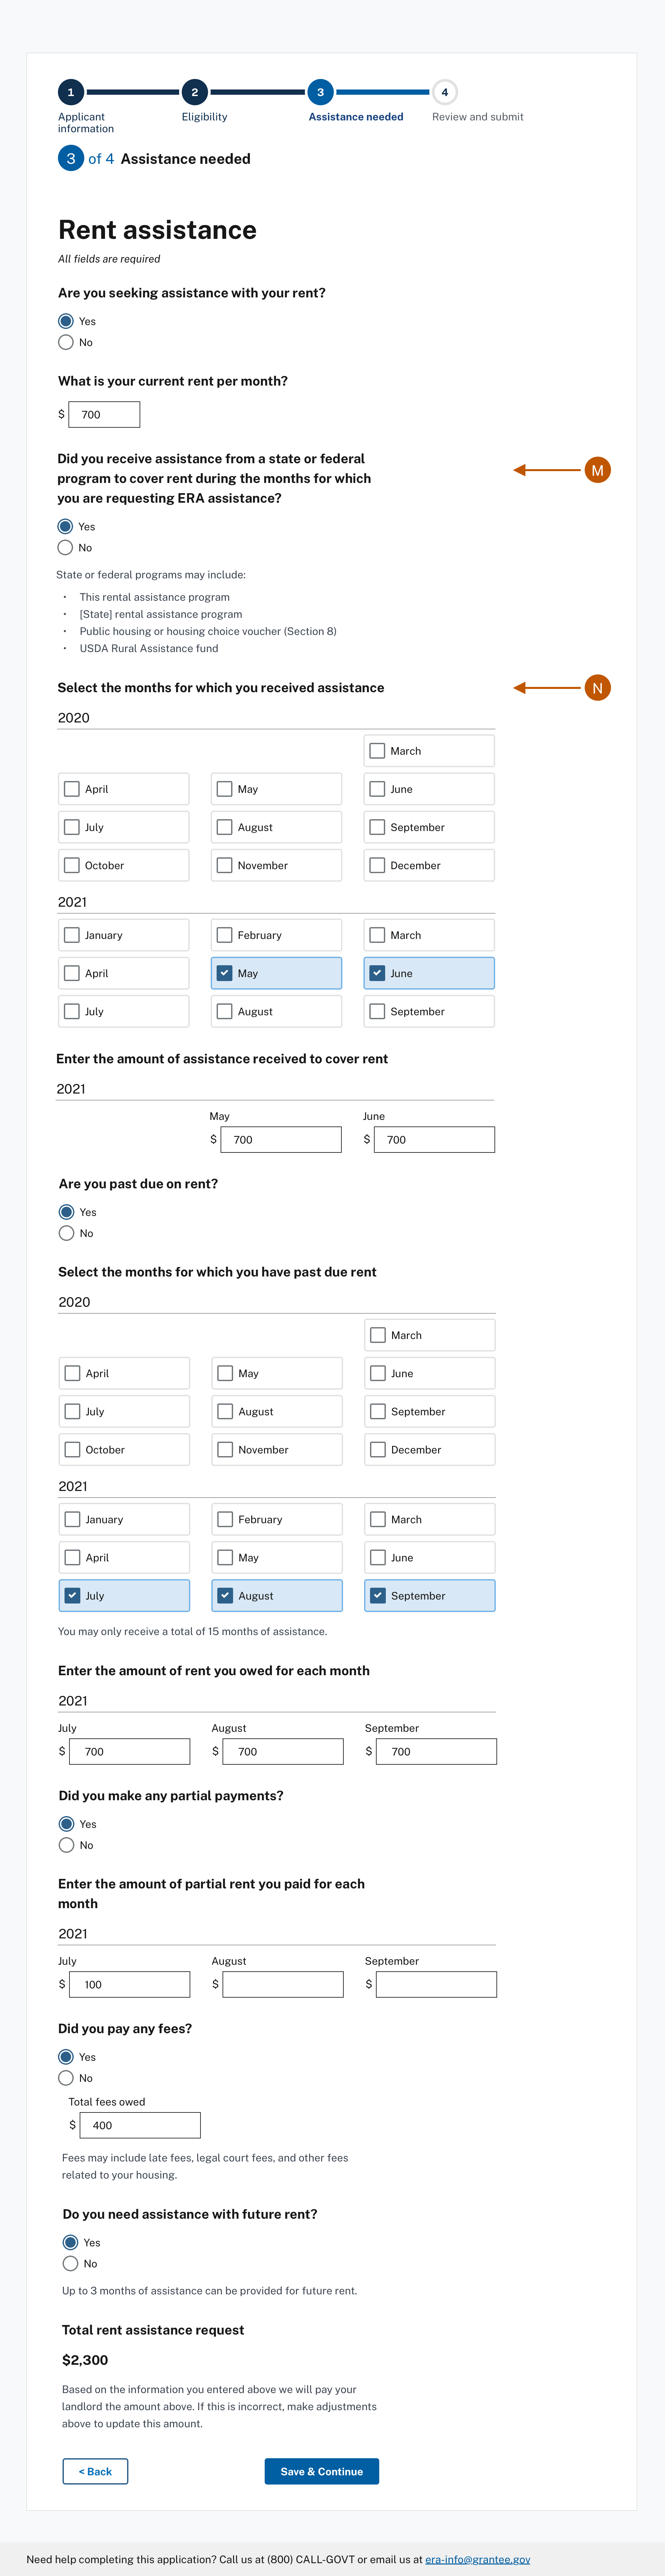 1 2 3 4
Applicant information Eligibility Assistance needed Review and submit
3 of 4 Assistance needed
Rent assistance
All fields are required
Are you seeking assistance with your rent?
Yes
No
What is your current rent per month?
$ 700
Did you receive assistance from a state or federal
program to cover rent during the months for which
you are requesting ERA assistance?
M
Yes
No
State or federal programs may include:
• This rental assistance program
• [State] rental assistance program
• Public housing or housing choice voucher (Section 8)
• USDA Rural Assistance fund
Select the months for which you received assistance
N
2020
March
April May June
July August September
October November December
2021
January February March
April May June
July August September
Enter the amount of assistance received to cover rent
2021
May June
$ 700 $ 700
Are you past due on rent?
Yes
No
Select the months for which you have past due rent
2020
March
April May June
July August September
October November December
2021
January February March
April May June
July August September
You may only receive a total of 15 months of assistance.
Enter the amount of rent you owed for each month
2021
July August September
$ 700 $ 700 $ 700
Did you make any partial payments?
Yes
No
Enter the amount of partial rent you paid for each
month
2021
July August September
$ 100 $ $
Did you pay any fees?
Yes
No
Total fees owed
$ 400
Fees may include late fees, legal court fees, and other fees
related to your housing.
Do you need assistance with future rent?
Yes
No
Up to 3 months of assistance can be provided for future rent.
Total rent assistance request
$2,300
Based on the information you entered above we will pay your
landlord the amount above. If this is incorrect, make adjustments
above to update this amount.
< Back Save & Continue
Need help completing this application? Call us at (800) CALL-GOVT or email us at era-info@grantee.gov